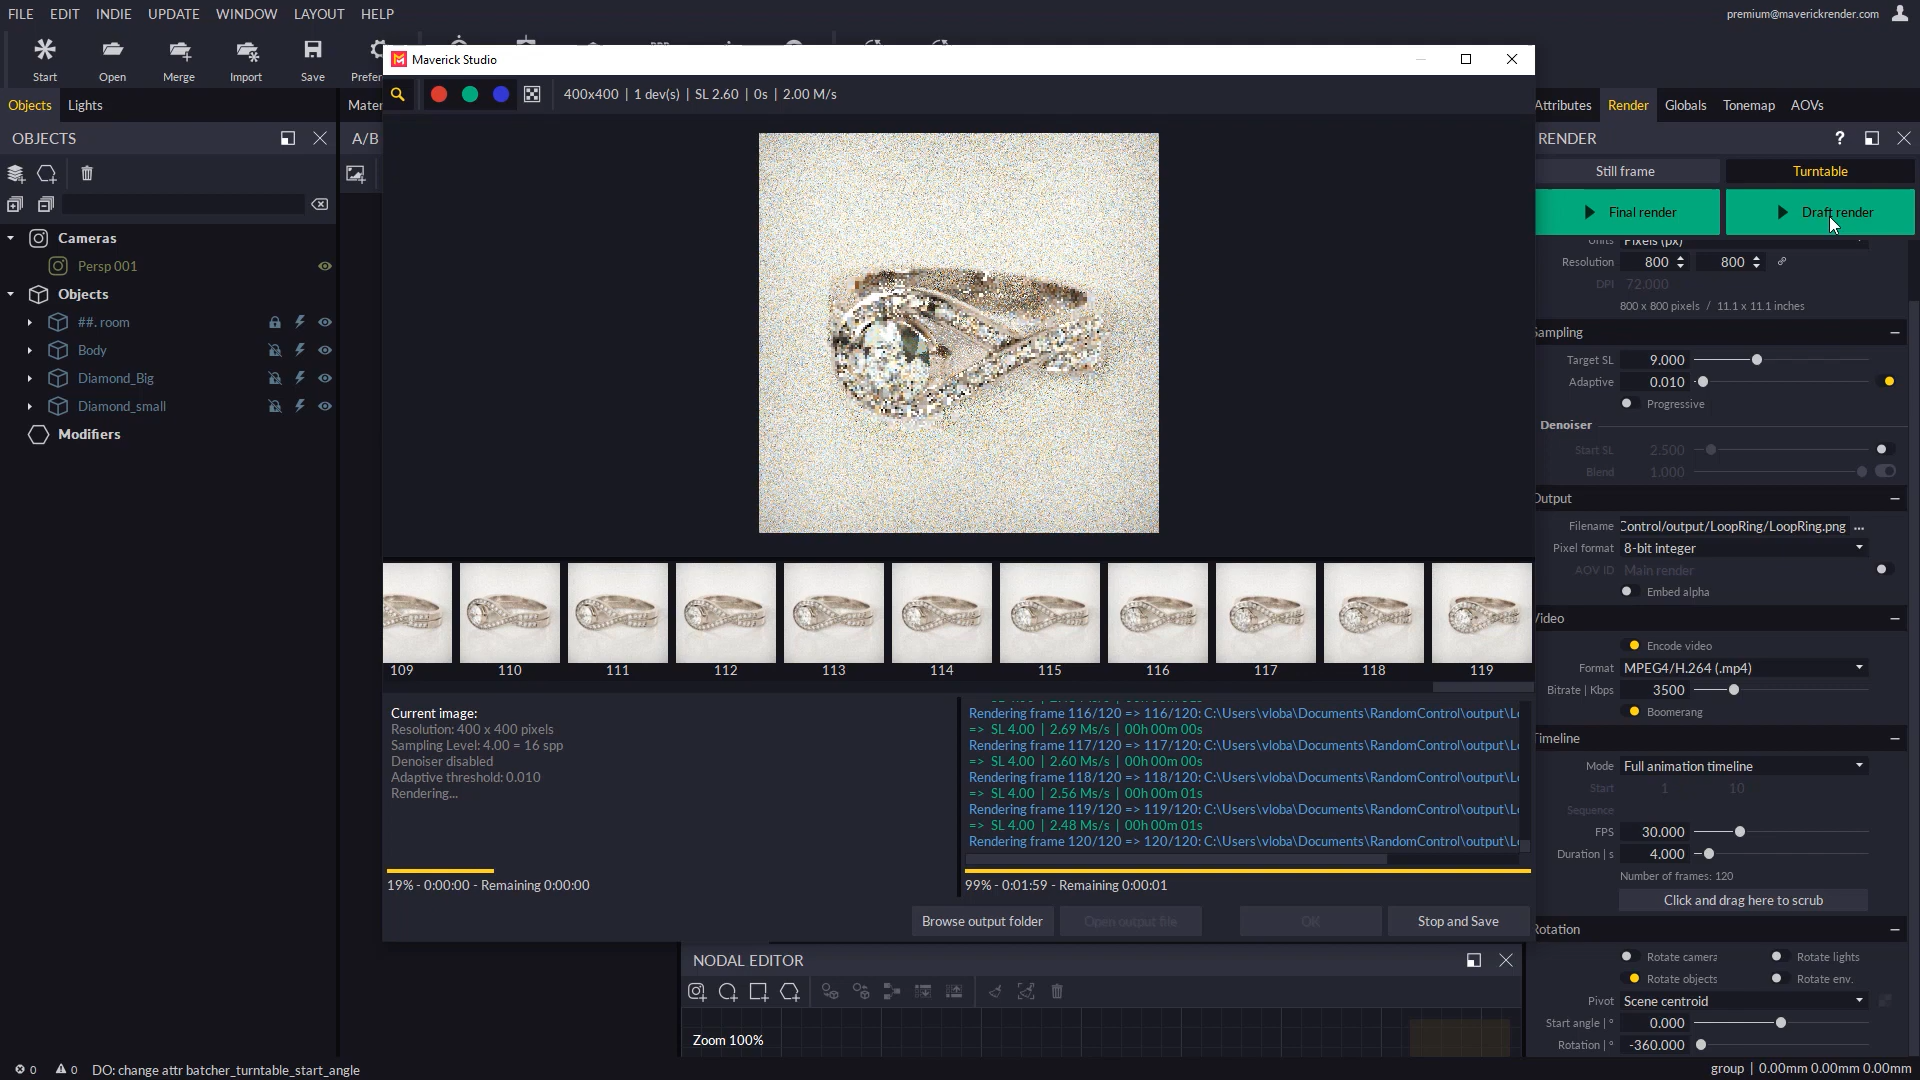 FILE EDIT INDIE UPDATE WINDOW LAYOUT HELP
premium@maverickrender.com
Start Open Merge Import Save Prefer
Maverick Studio
400x400 | 1 dev(s) | SL 2.60 | 0s | 2.00 M/s
Objects Lights
Mater
Attributes Render Globals Tonemap AOVs
OBJECTS
A/B
RENDER
?
Still frame Turntable
Final render Draft render
Units Pixels (px)
Resolution 800 800
DPI 72.000
800 x 800 pixels / 11.1 x 11.1 inches
Cameras
Persp 001
Objects
##. room
Body
Diamond_Big
Diamond_small
Modifiers
Sampling
Target SL 9.000
Adaptive 0.010
Progressive
Denoiser
Start SL 2.500
Blend 1.000
Output
Filename Control/output/LoopRing/LoopRing.png ...
Pixel format 8-bit integer
AOV ID Main render
Embed alpha
Video
Encode video
Format MPEG4/H.264 (.mp4)
Bitrate | Kbps 3500
Boomerang
Timeline
Mode Full animation timeline
Start 1 10
Sequence
FPS 30.000
Duration | s 4.000
Number of frames: 120
Click and drag here to scrub
Rotation
Rotate camera Rotate lights
Rotate objects Rotate env.
Pivot Scene centroid
Start angle | ° 0.000
Rotation | ° -360.000
109 110 111 112 113 114 115 116 117 118 119
Current image:
Resolution: 400 x 400 pixels
Sampling Level: 4.00 = 16 spp
Denoiser disabled
Adaptive threshold: 0.010
Rendering...
19% - 0:00:00 - Remaining 0:00:00
Rendering frame 116/120 => 116/120: C:\Users\vloba\Documents\RandomControl\output\L
=> SL 4.00 | 2.69 Ms/s | 00h 00m 00s
Rendering frame 117/120 => 117/120: C:\Users\vloba\Documents\RandomControl\output\L
=> SL 4.00 | 2.60 Ms/s | 00h 00m 00s
Rendering frame 118/120 => 118/120: C:\Users\vloba\Documents\RandomControl\output\L
=> SL 4.00 | 2.56 Ms/s | 00h 00m 01s
Rendering frame 119/120 => 119/120: C:\Users\vloba\Documents\RandomControl\output\L
=> SL 4.00 | 2.48 Ms/s | 00h 00m 01s
Rendering frame 120/120 => 120/120: C:\Users\vloba\Documents\RandomControl\output\L
99% - 0:01:59 - Remaining 0:00:01
Browse output folder Open output file OK Stop and Save
NODAL EDITOR
Zoom 100%
0 0 DO: change attr batcher_turntable_start_angle
group | 0.00mm 0.00mm 0.00mm